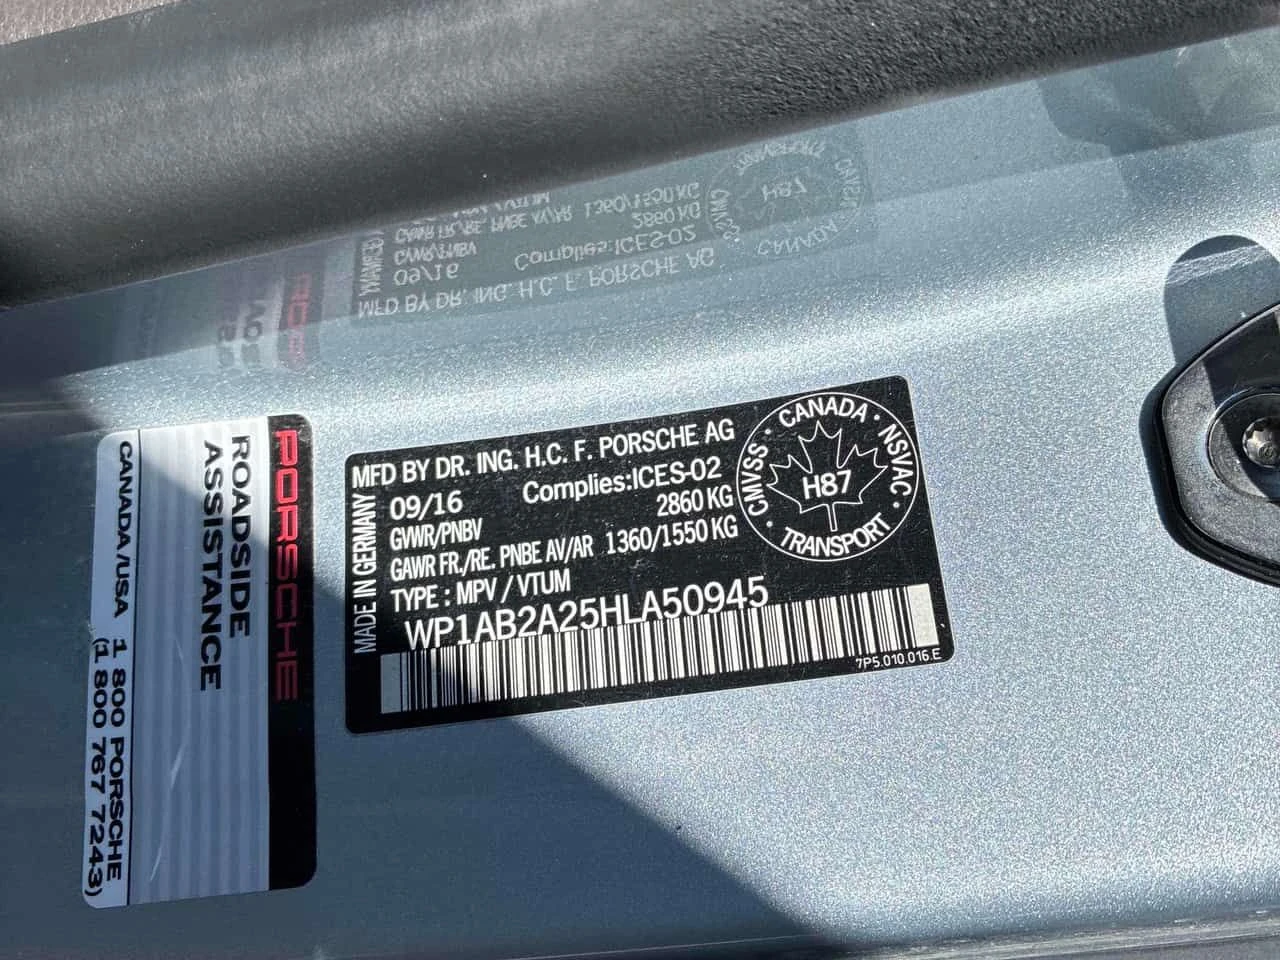 PORSCHE
ROADSIDE
ASSISTANCE
CANADA/USA 1 800 PORSCHE
(1 800 767 7243)
MADE IN GERMANY
MFD BY DR. ING. H.C. F. PORSCHE AG
09/16 Complies:ICES-02
GVWR/PNBV 2860 KG
GAWR FR./RE. PNBE AV/AR 1360/1550 KG
TYPE : MPV / VTUM
WP1AB2A25HLA50945
7P5.010.016.E
CANADA · NSVAC · TRANSPORT · CMVSS ·
H87